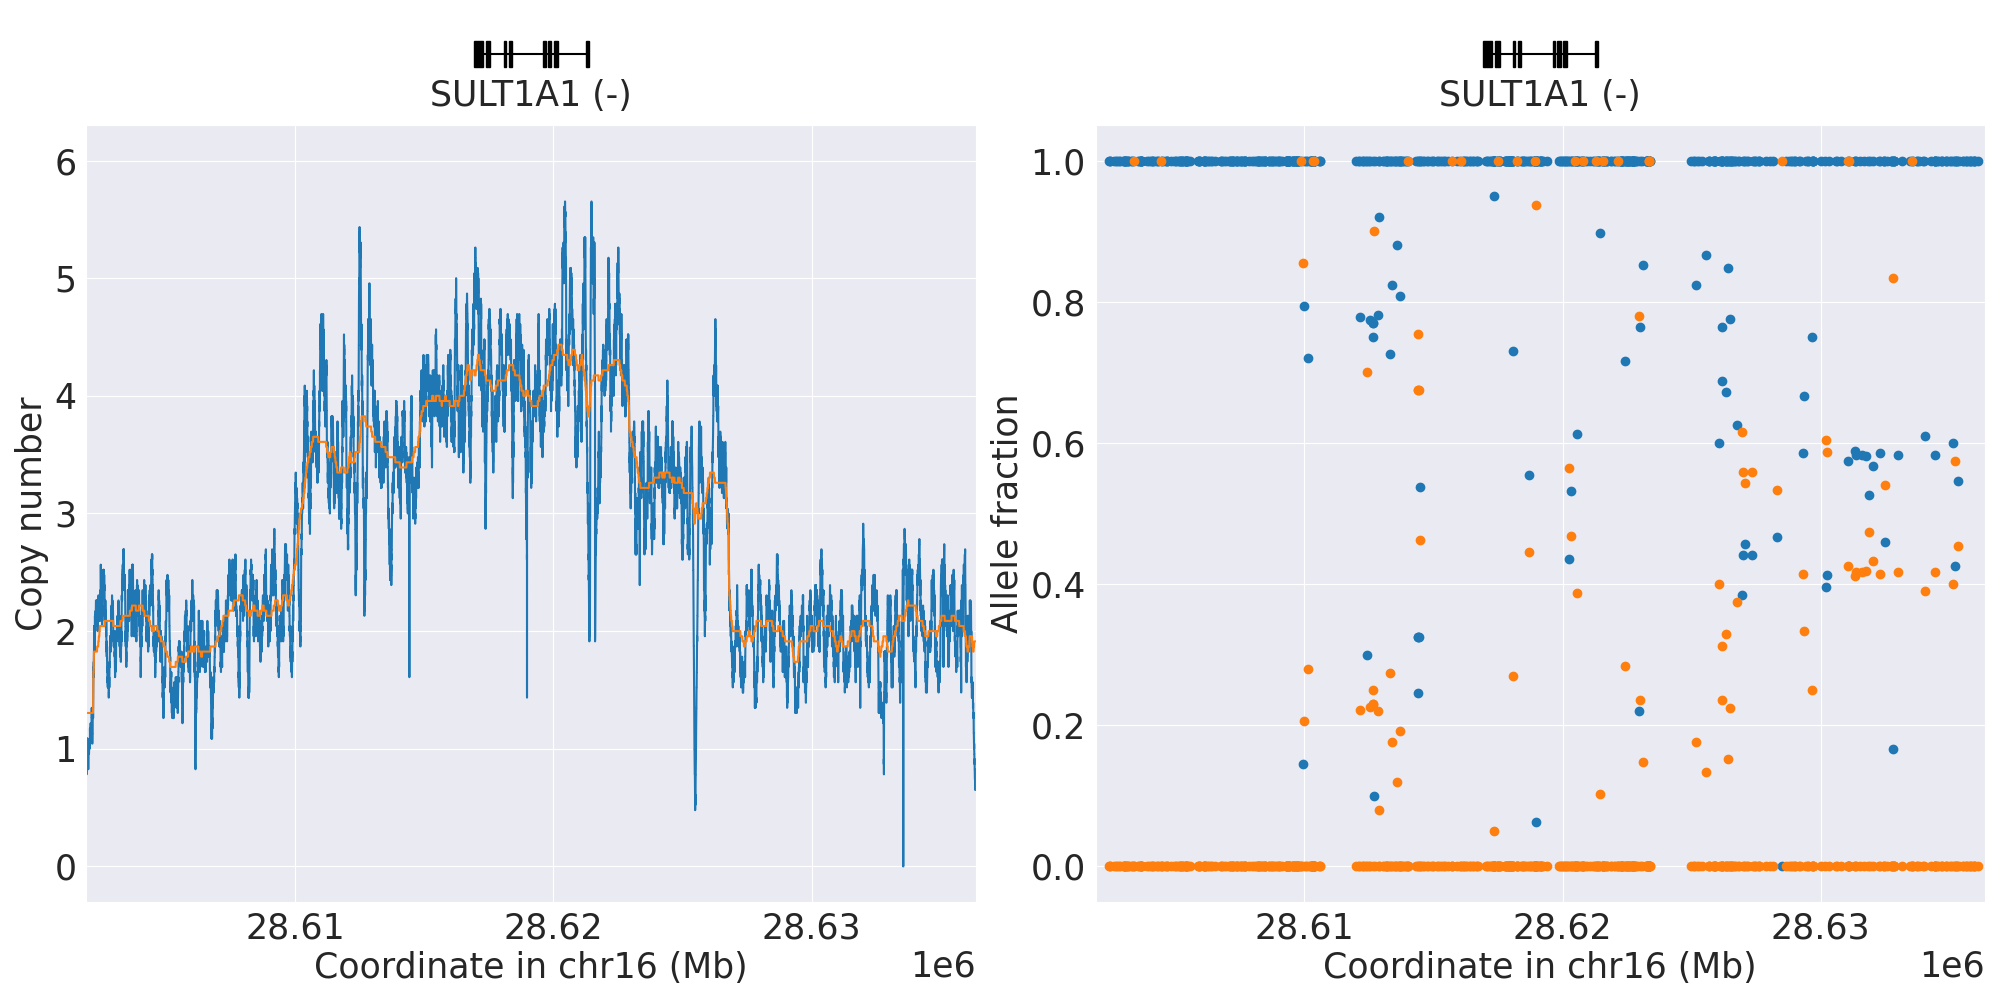 SULT1A1 (-)
Copy number
6
5
4
3
2
1
0
28.61
28.62
28.63
Coordinate in chr16 (Mb)
1e6
SULT1A1 (-)
Allele fraction
1.0
0.8
0.6
0.4
0.2
0.0
28.61
28.62
28.63
Coordinate in chr16 (Mb)
1e6